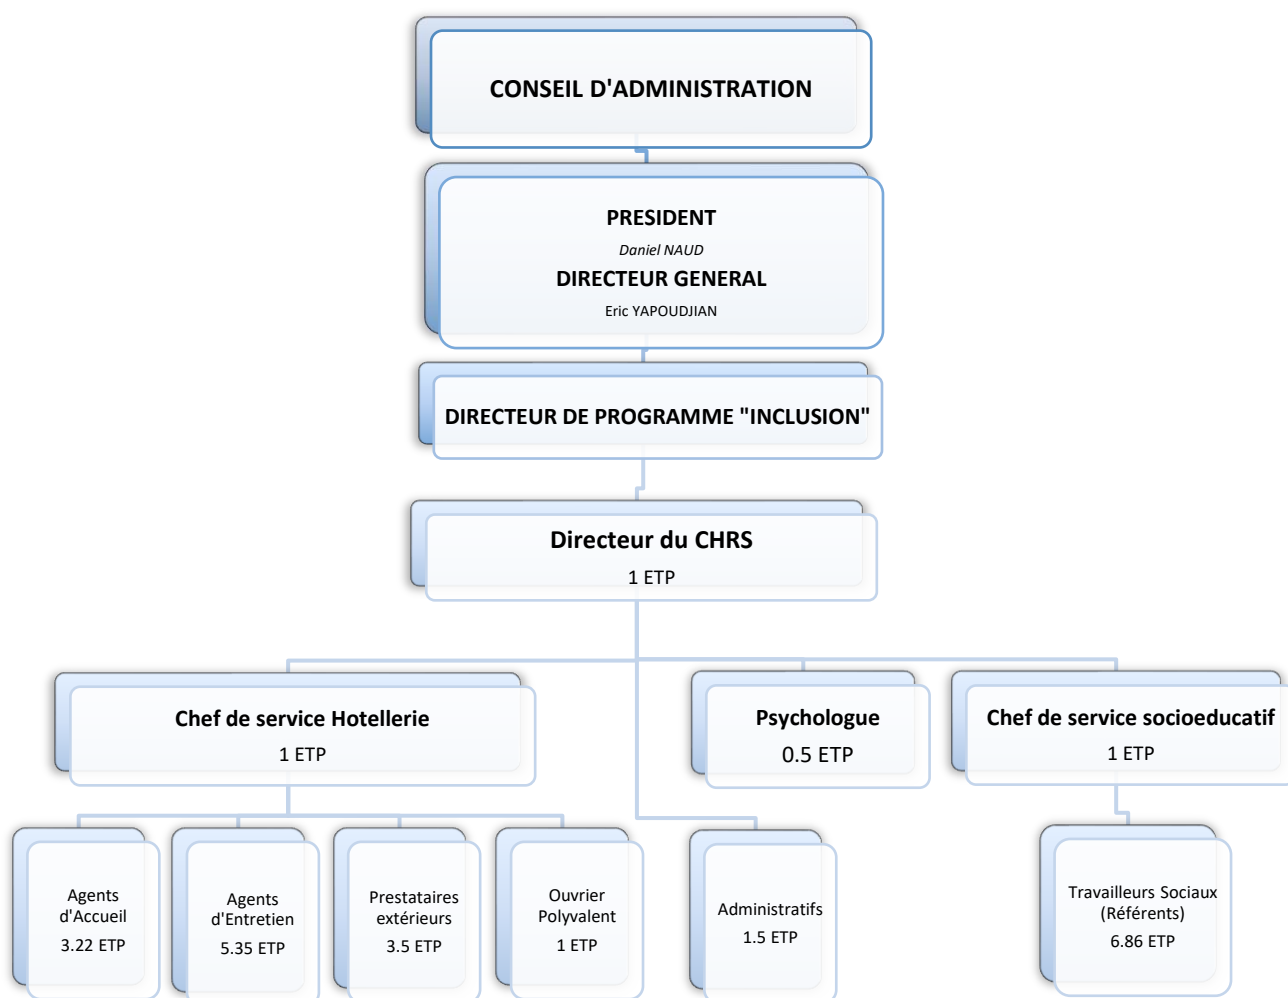 CONSEIL D'ADMINISTRATION
PRESIDENT
Daniel NAUD
DIRECTEUR GENERAL
Eric YAPOUDJIAN
DIRECTEUR DE PROGRAMME "INCLUSION"
Directeur du CHRS
1 ETP
Chef de service Hotellerie
1 ETP
Psychologue
0.5 ETP
Chef de service socioeducatif
1 ETP
Agents
d'Accueil
3.22 ETP
Agents
d'Entretien
5.35 ETP
Prestataires
extérieurs
3.5 ETP
Ouvrier
Polyvalent
1 ETP
Administratifs
1.5 ETP
Travailleurs Sociaux
(Référents)
6.86 ETP